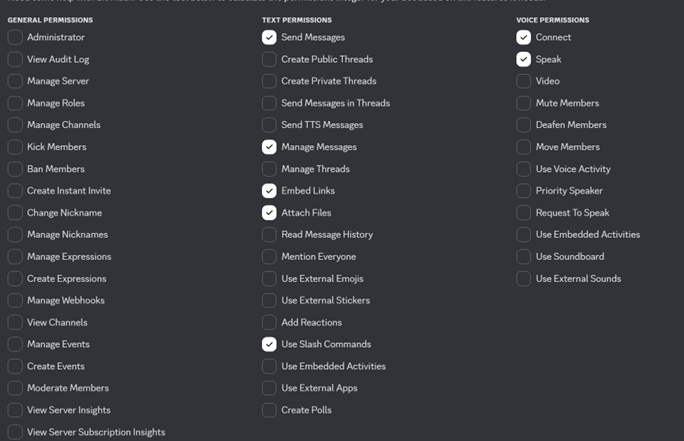 GENERAL PERMISSIONS
Administrator
View Audit Log
Manage Server
Manage Roles
Manage Channels
Kick Members
Ban Members
Create Instant Invite
Change Nickname
Manage Nicknames
Manage Expressions
Create Expressions
Manage Webhooks
View Channels
Manage Events
Create Events
Moderate Members
View Server Insights
View Server Subscription Insights
TEXT PERMISSIONS
Send Messages
Create Public Threads
Create Private Threads
Send Messages in Threads
Send TTS Messages
Manage Messages
Manage Threads
Embed Links
Attach Files
Read Message History
Mention Everyone
Use External Emojis
Use External Stickers
Add Reactions
Use Slash Commands
Use Embedded Activities
Use External Apps
Create Polls
VOICE PERMISSIONS
Connect
Speak
Video
Mute Members
Deafen Members
Move Members
Use Voice Activity
Priority Speaker
Request To Speak
Use Embedded Activities
Use Soundboard
Use External Sounds